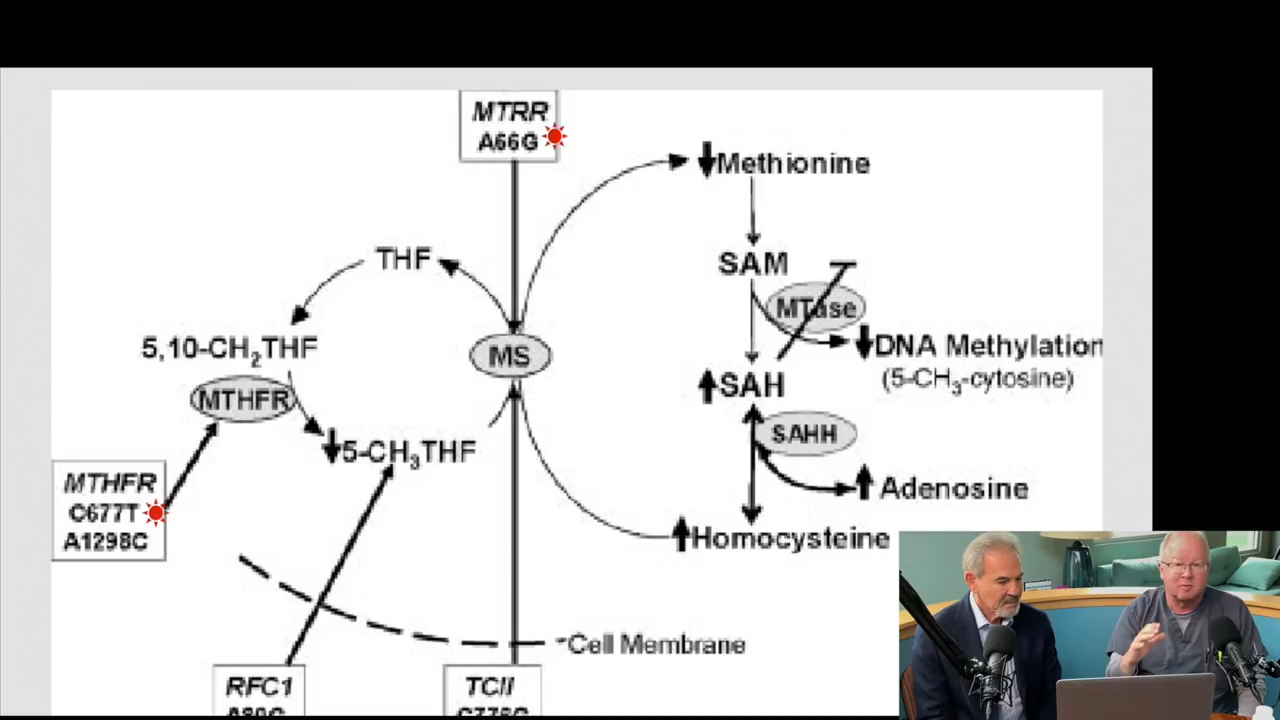 MTRR
A66G
Methionine
THF
SAM
MTase
5,10-CH₂THF
MS
DNA Methylation
(5-CH₃-cytosine)
SAH
MTHFR
SAHH
5-CH₃THF
MTHFR
C677T
A1298C
Adenosine
Homocysteine
Cell Membrane
RFC1
TCII